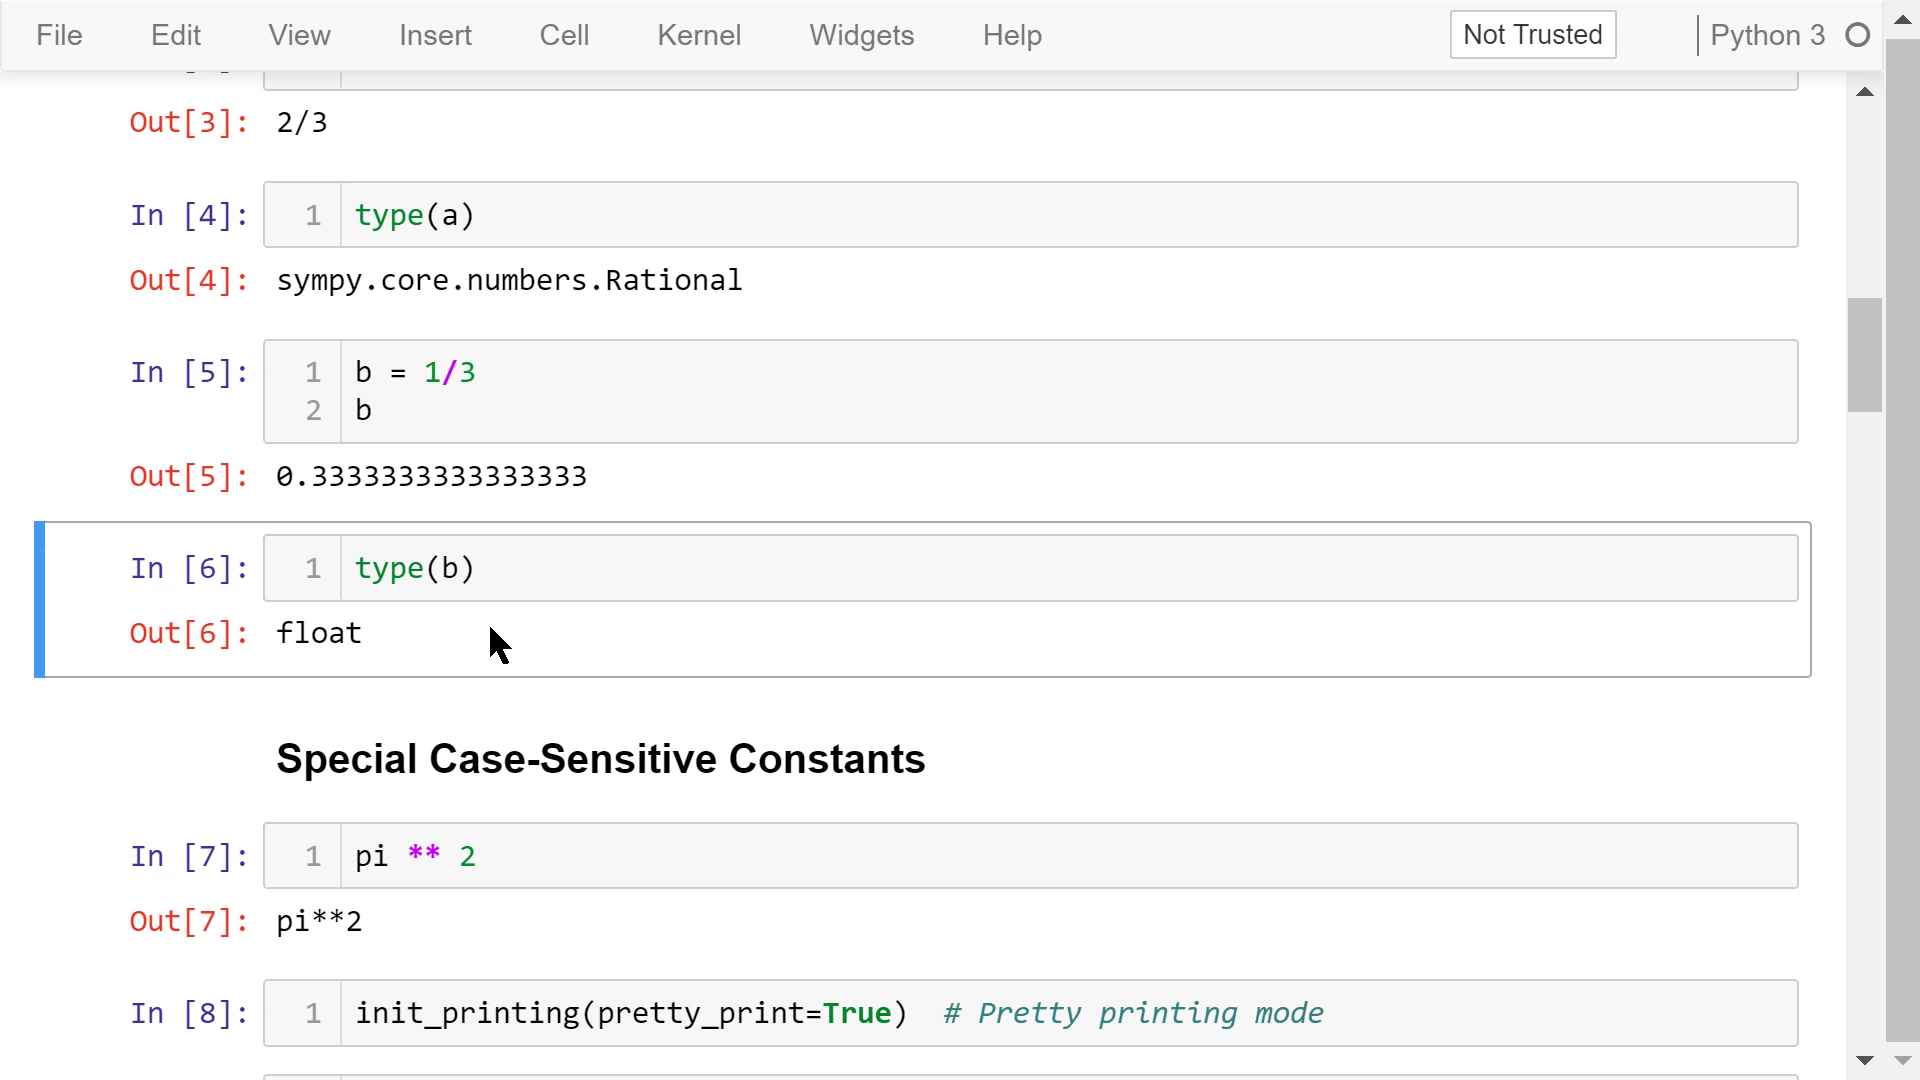 File Edit View Insert Cell Kernel Widgets Help Not Trusted Python 3
Out[3]: 2/3
In [4]: 1 type(a)
Out[4]: sympy.core.numbers.Rational
In [5]: 1 b = 1/3
2 b
Out[5]: 0.3333333333333333
In [6]: 1 type(b)
Out[6]: float
Special Case-Sensitive Constants
In [7]: 1 pi ** 2
Out[7]: pi**2
In [8]: 1 init_printing(pretty_print=True) # Pretty printing mode